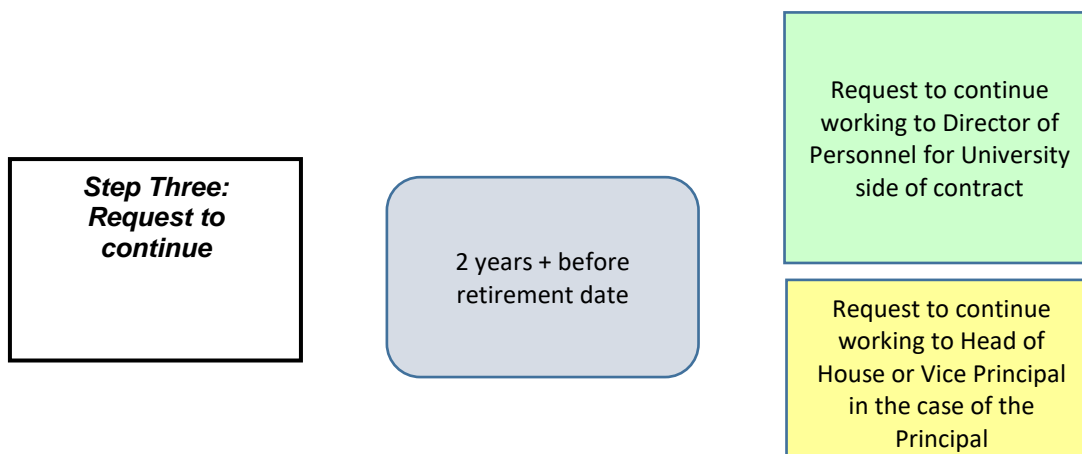 Step Three:
Request to
continue
2 years + before
retirement date
Request to continue
working to Director of
Personnel for University
side of contract
Request to continue
working to Head of
House or Vice Principal
in the case of the
Principal